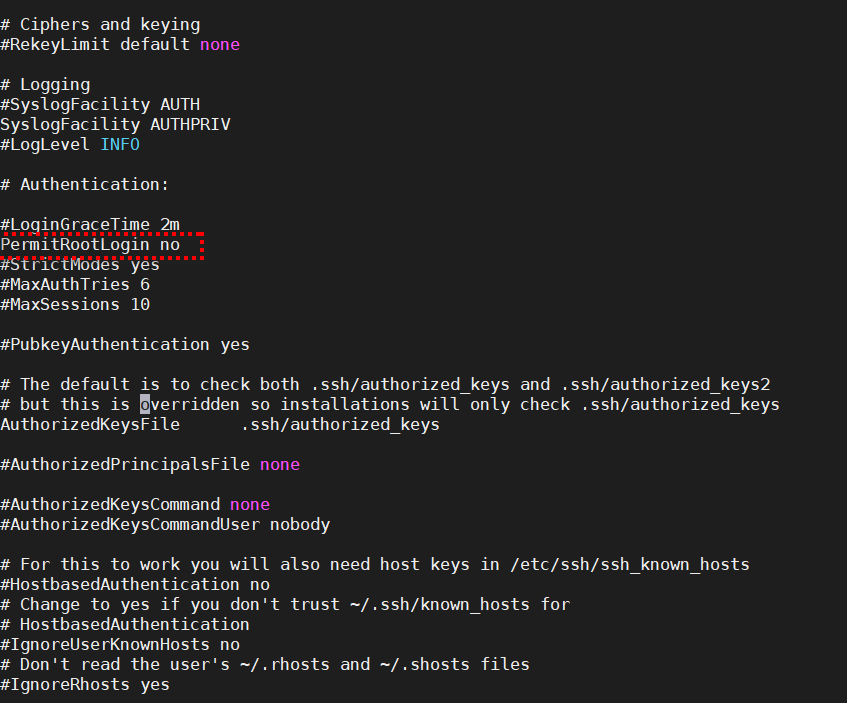 # Ciphers and keying
#RekeyLimit default none
# Logging
#SyslogFacility AUTH
SyslogFacility AUTHPRIV
#LogLevel INFO
# Authentication:
#LoginGraceTime 2m
PermitRootLogin no
#StrictModes yes
#MaxAuthTries 6
#MaxSessions 10
#PubkeyAuthentication yes
# The default is to check both .ssh/authorized_keys and .ssh/authorized_keys2
# but this is overridden so installations will only check .ssh/authorized_keys
AuthorizedKeysFile      .ssh/authorized_keys
#AuthorizedPrincipalsFile none
#AuthorizedKeysCommand none
#AuthorizedKeysCommandUser nobody
# For this to work you will also need host keys in /etc/ssh/ssh_known_hosts
#HostbasedAuthentication no
# Change to yes if you don't trust ~/.ssh/known_hosts for
# HostbasedAuthentication
#IgnoreUserKnownHosts no
# Don't read the user's ~/.rhosts and ~/.shosts files
#IgnoreRhosts yes